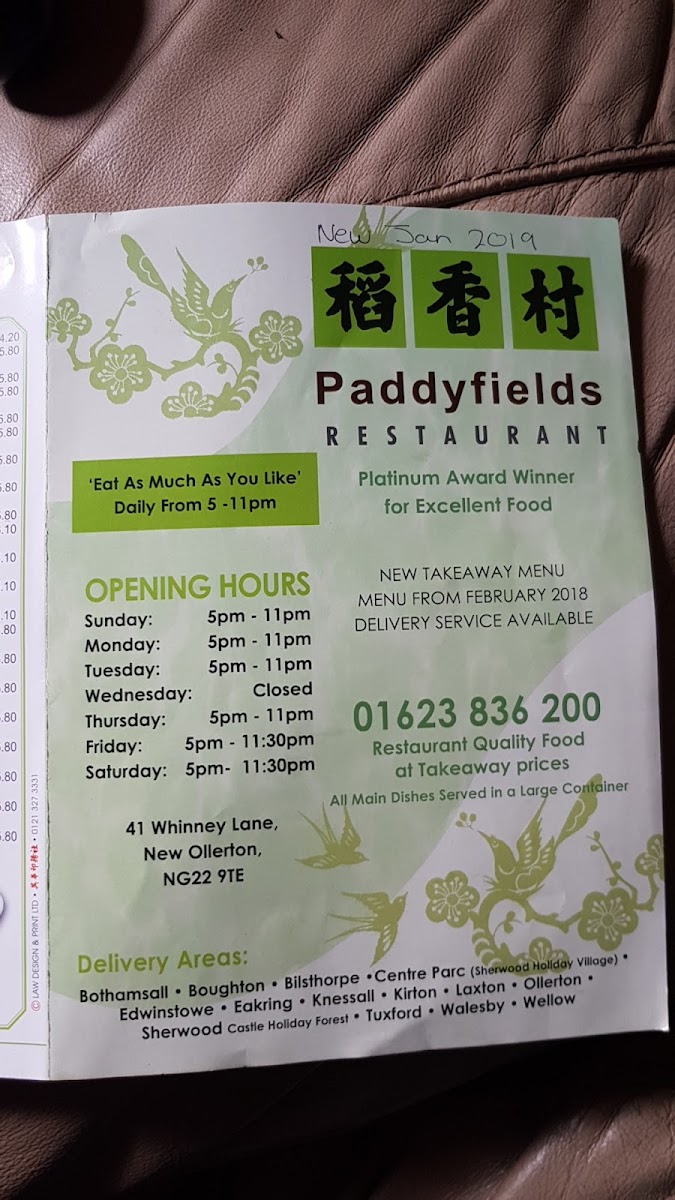 New Jan 2019
稻香村
Paddyfields
RESTAURANT
'Eat As Much As You Like'
Daily From 5 -11pm
Platinum Award Winner
for Excellent Food
OPENING HOURS
Sunday: 5pm - 11pm
Monday: 5pm - 11pm
Tuesday: 5pm - 11pm
Wednesday: Closed
Thursday: 5pm - 11pm
Friday: 5pm - 11:30pm
Saturday: 5pm- 11:30pm
NEW TAKEAWAY MENU
MENU FROM FEBRUARY 2018
DELIVERY SERVICE AVAILABLE
01623 836 200
Restaurant Quality Food
at Takeaway prices
All Main Dishes Served in a Large Container
41 Whinney Lane,
New Ollerton,
NG22 9TE
Delivery Areas:
Bothamsall • Boughton • Bilsthorpe •Centre Parc (Sherwood Holiday Village) •
Edwinstowe • Eakring • Knessall • Kirton • Laxton • Ollerton •
Sherwood Castle Holiday Forest • Tuxford • Walesby • Wellow
© LAW DESIGN & PRINT LTD • 0121 327 3331